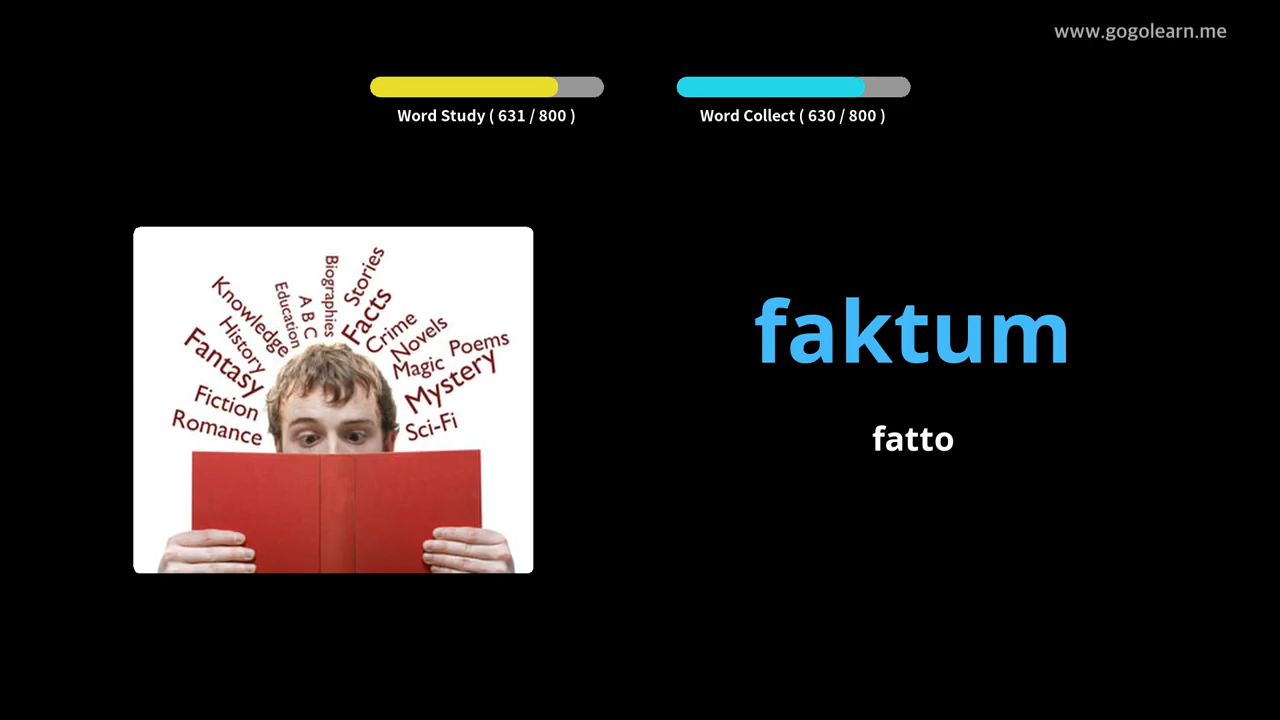 www.gogolearn.me
Word Study ( 631 / 800 )
Word Collect ( 630 / 800 )
Romance
Fiction
Fantasy
History
Knowledge
Education
A B C
Biographies
Stories
Facts
Crime
Novels
Magic
Poems
Mystery
Sci-Fi
faktum
fatto